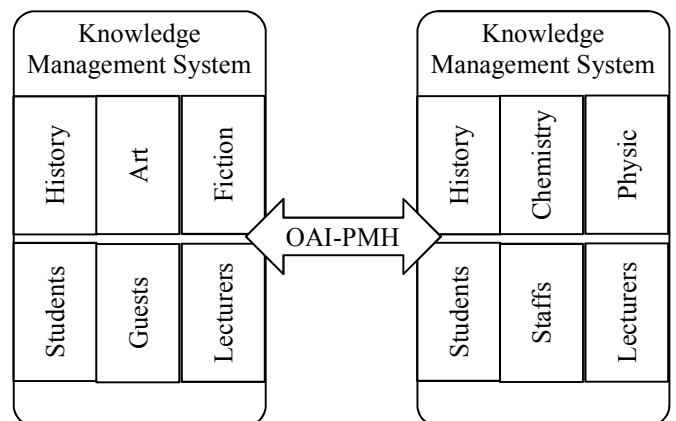 Knowledge
Management System
History
Art
Fiction
Students
Guests
Lecturers
OAI-PMH
Knowledge
Management System
History
Chemistry
Physic
Students
Staffs
Lecturers